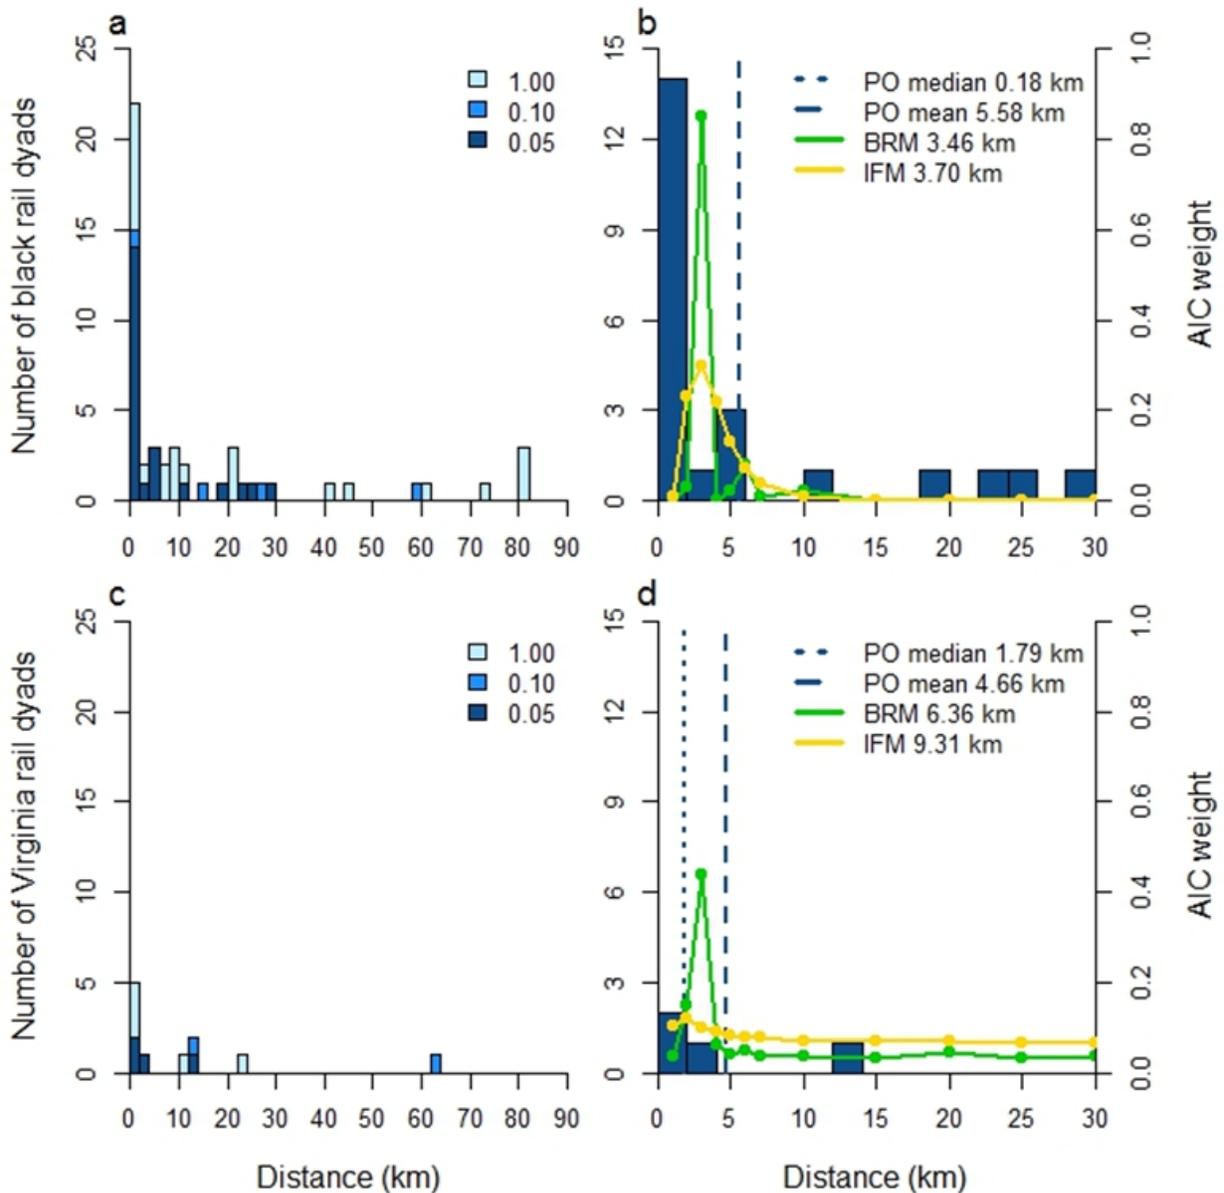 a
Number of black rail dyads
25
20
15
10
5
0
1.00
0.10
0.05
0 10 20 30 40 50 60 70 80 90
b
15
12
9
6
3
0
PO median 0.18 km
PO mean 5.58 km
BRM 3.46 km
IFM 3.70 km
1.0
0.8
0.6
0.4
0.2
0.0
AIC weight
0 5 10 15 20 25 30
c
Number of Virginia rail dyads
25
20
15
10
5
0
1.00
0.10
0.05
0 10 20 30 40 50 60 70 80 90
Distance (km)
d
15
12
9
6
3
0
PO median 1.79 km
PO mean 4.66 km
BRM 6.36 km
IFM 9.31 km
1.0
0.8
0.6
0.4
0.2
0.0
AIC weight
0 5 10 15 20 25 30
Distance (km)